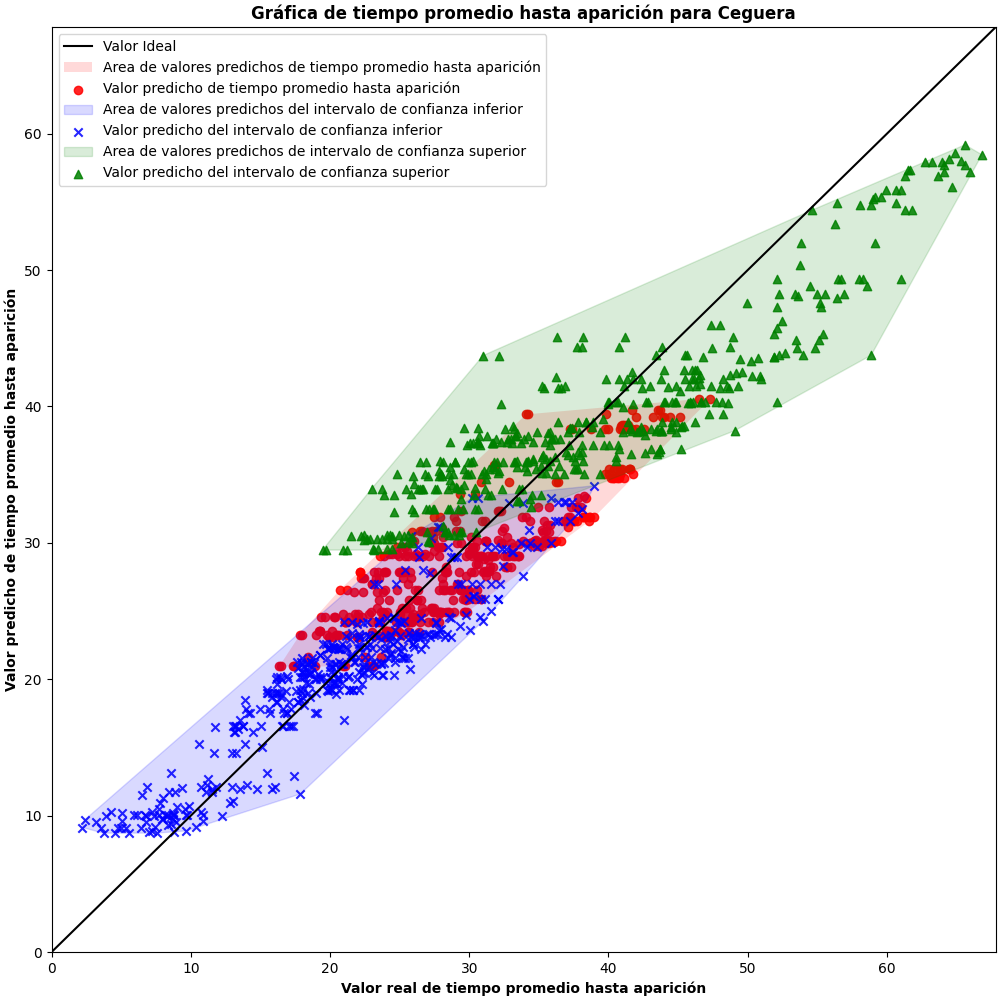 Gráfica de tiempo promedio hasta aparición para Ceguera
Valor Ideal
Area de valores predichos de tiempo promedio hasta aparición
Valor predicho de tiempo promedio hasta aparición
Area de valores predichos del intervalo de confianza inferior
Valor predicho del intervalo de confianza inferior
Area de valores predichos de intervalo de confianza superior
Valor predicho del intervalo de confianza superior
Valor predicho de tiempo promedio hasta aparición
60
50
40
30
20
10
0
0 10 20 30 40 50 60
Valor real de tiempo promedio hasta aparición